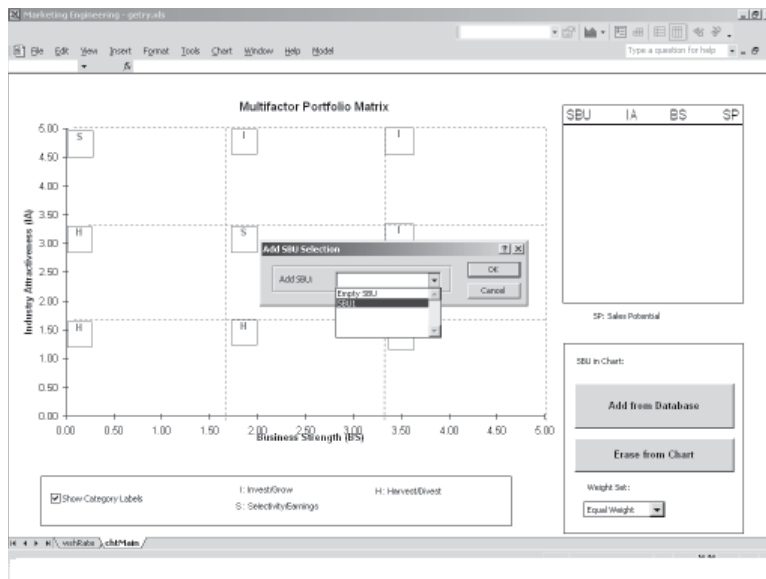 Marketing Engineering - getry.xls
File Edit View Insert Format Tools Chart Window Help Model
Type a question for help
fx
Multifactor Portfolio Matrix
SBU IA BS SP
5.00
S I I
4.50
4.00
Industry Attractiveness (IA)
3.50
H S I
3.00
Add SBU Selection
Add SBU:
OK
Cancel
Empty SBU
SBU1
2.50
2.00
H H
1.50
1.00
0.50
0.00
0.00 0.50 1.00 1.50 2.00 2.50 3.00 3.50 4.00 4.50 5.00
Business Strength (BS)
SP: Sales Potential
SBU in Chart:
Add from Database
Erase from Chart
Weight Set:
Equal Weight
Show Category Labels
I: Invest/Grow H: Harvest/Divest
S: Selectivity/Earnings
chtMain